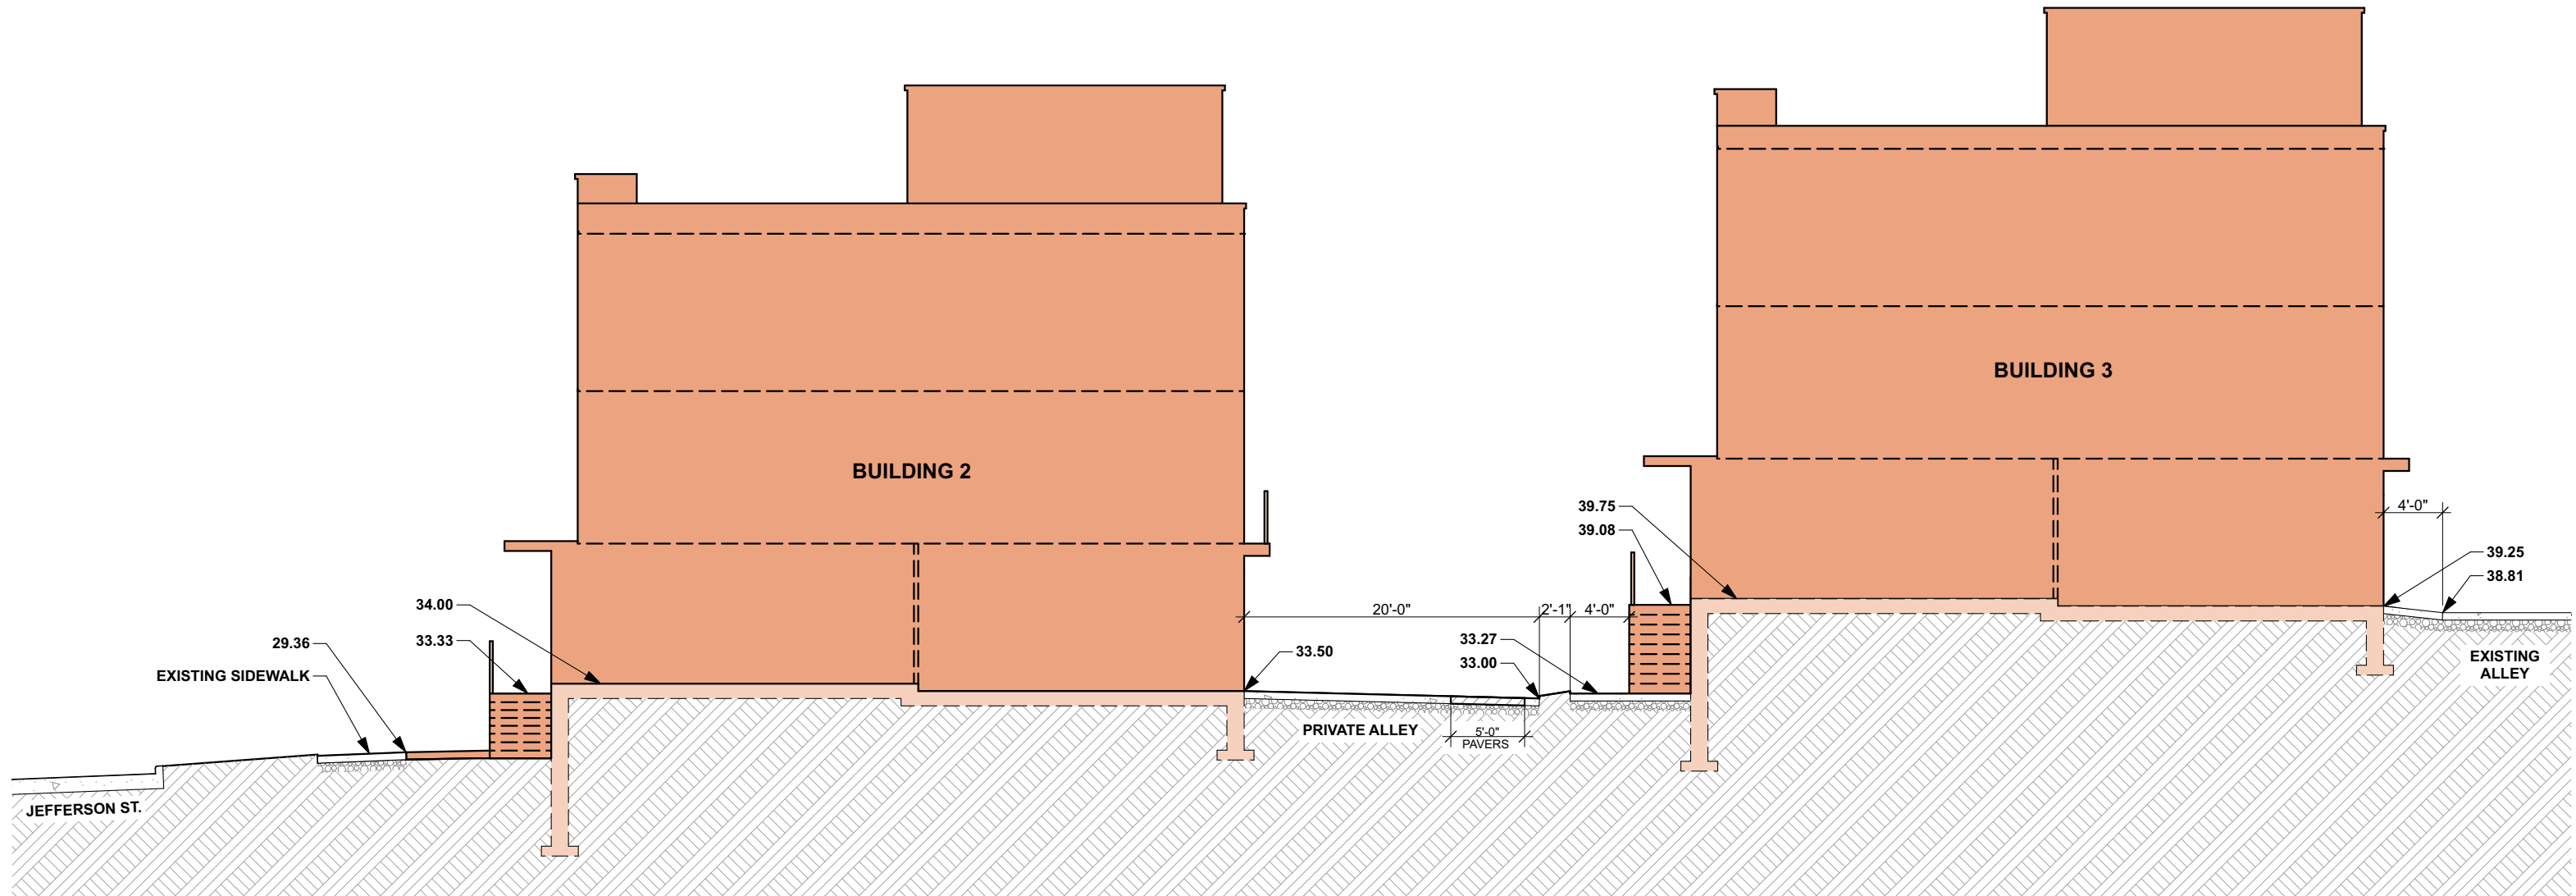 BUILDING 3
BUILDING 2
39.75
39.08
4'-0"
39.25
38.81
34.00
33.33
29.36
EXISTING SIDEWALK
20'-0"
2'-1"
4'-0"
33.50
33.27
33.00
EXISTING
ALLEY
PRIVATE ALLEY
5'-0"
PAVERS
JEFFERSON ST.